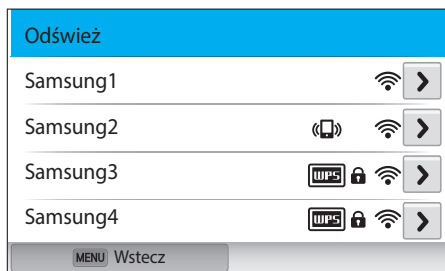 Odśwież
Samsung1
Samsung2
Samsung3 WPS
Samsung4 WPS
MENU Wstecz